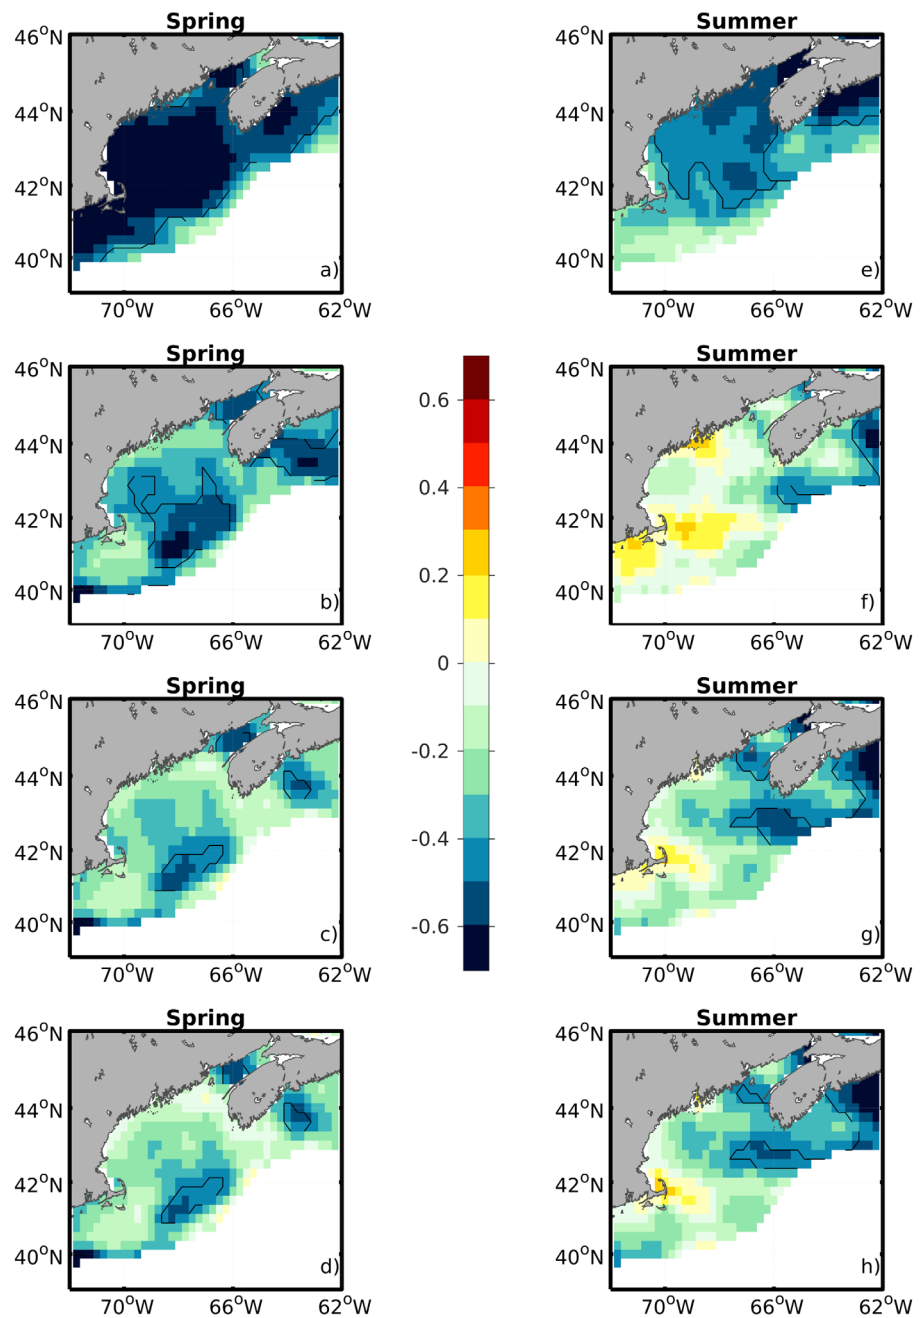 Spring Summer
46°N 46°N
44°N 44°N
42°N 42°N
40°N 40°N
a) e)
70°W 66°W 62°W 70°W 66°W 62°W
Spring Summer
46°N 46°N
0.6
44°N 44°N
0.4
42°N 42°N
0.2
40°N 40°N
b) f)
70°W 66°W 62°W 70°W 66°W 62°W
0
Spring Summer
46°N 46°N
-0.2
44°N 44°N
-0.4
42°N 42°N
-0.6
40°N 40°N
c) g)
70°W 66°W 62°W 70°W 66°W 62°W
Spring Summer
46°N 46°N
44°N 44°N
42°N 42°N
40°N 40°N
d) h)
70°W 66°W 62°W 70°W 66°W 62°W